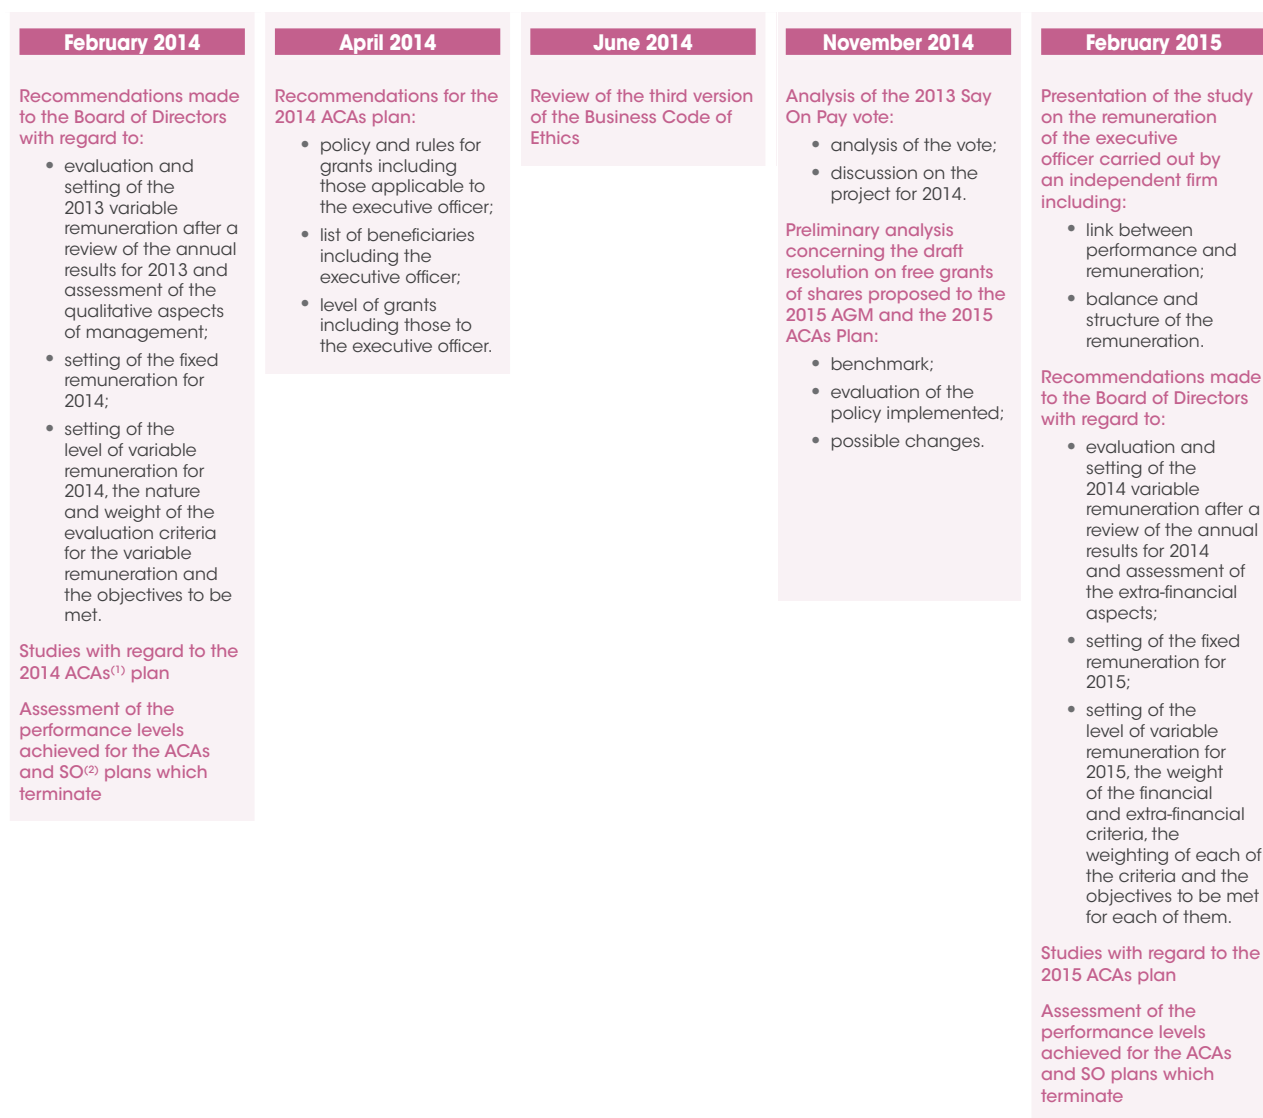 February 2014
Recommendations made
to the Board of Directors
with regard to:
• evaluation and
setting of the
2013 variable
remuneration after a
review of the annual
results for 2013 and
assessment of the
qualitative aspects
of management;
• setting of the fixed
remuneration for
2014;
• setting of the
level of variable
remuneration for
2014, the nature
and weight of the
evaluation criteria
for the variable
remuneration and
the objectives to be
met.
Studies with regard to the
2014 ACAs(1) plan
Assessment of the
performance levels
achieved for the ACAs
and SO(2) plans which
terminate
April 2014
Recommendations for the
2014 ACAs plan:
• policy and rules for
grants including
those applicable to
the executive officer;
• list of beneficiaries
including the
executive officer;
• level of grants
including those to
the executive officer.
June 2014
Review of the third version
of the Business Code of
Ethics
November 2014
Analysis of the 2013 Say
On Pay vote:
• analysis of the vote;
• discussion on the
project for 2014.
Preliminary analysis
concerning the draft
resolution on free grants
of shares proposed to the
2015 AGM and the 2015
ACAs Plan:
• benchmark;
• evaluation of the
policy implemented;
• possible changes.
February 2015
Presentation of the study
on the remuneration
of the executive
officer carried out by
an independent firm
including:
• link between
performance and
remuneration;
• balance and
structure of the
remuneration.
Recommendations made
to the Board of Directors
with regard to:
• evaluation and
setting of the
2014 variable
remuneration after a
review of the annual
results for 2014
and assessment of
the extra-financial
aspects;
• setting of the fixed
remuneration for
2015;
• setting of the
level of variable
remuneration for
2015, the weight
of the financial
and extra-financial
criteria, the
weighting of each of
the criteria and the
objectives to be met
for each of them.
Studies with regard to the
2015 ACAs plan
Assessment of the
performance levels
achieved for the ACAs
and SO plans which
terminate